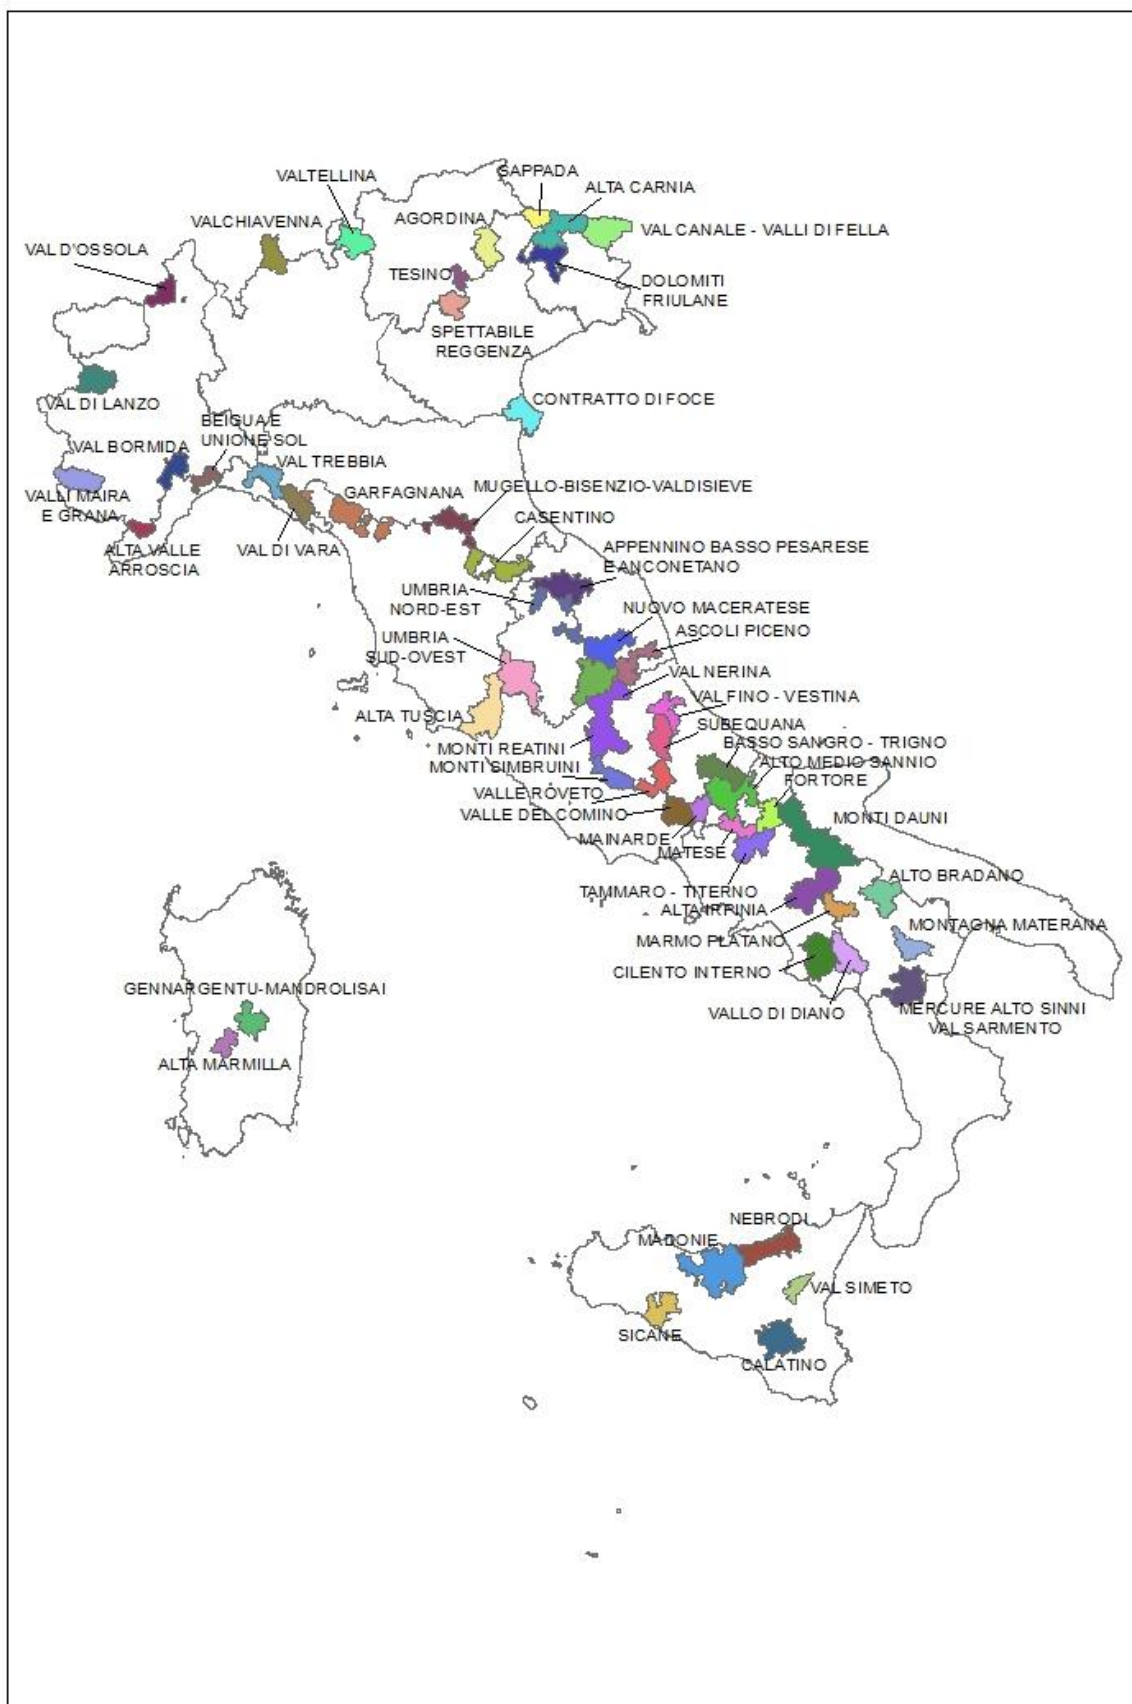 SAPPADA
VALTELLINA
ALTA CARNIA
VALCHIAVENNA
AGORDINA
VAL CANALE - VALLI DI FELLA
VAL D'OSSOLA
TESINO
DOLOMITI
FRIULANE
SPETTABILE
REGGENZA
VAL DI LANZO
CONTRATTO DI FOCE
BEIGUA E
UNIONE SOL
VAL BORMIDA
VAL TREBBIA
VALLI MAIRA
E GRANA
GARFAGNANA
MUGELLO-BISENZIO-VALDISIEVE
CASENTINO
ALTA VALLE
ARROSCIA
VAL DI VARA
APPENNINO BASSO PESARESE
E ANCONETANO
UMBRIA
NORD-EST
NUOVO MACERATESE
ASCOLI PICENO
UMBRIA
SUD-OVEST
VAL NERINA
VAL FINO - VESTINA
ALTA TUSCIA
SUBEQUANA
MONTI REATINI
BASSO SANGRO - TRIGNO
MONTI SIMBRUINI
ALTO MEDIO SANNIO
FORTORE
VALLE ROVETO
VALLE DEL COMINO
MONTI DAUNI
MAINARDE
MATESE
TAMMARO - TITERNO
ALTA IRPINIA
ALTO BRADANO
MARMO PLATANO
MONTAGNA MATERANA
CILENTO INTERNO
VALLO DI DIANO
MERCURE ALTO SINNI
VAL SARMENTO
GENNARGENTU-MANDROLISAI
ALTA MARMILLA
NEBRODI
MADONIE
VAL SIMETO
SICANE
CALATINO